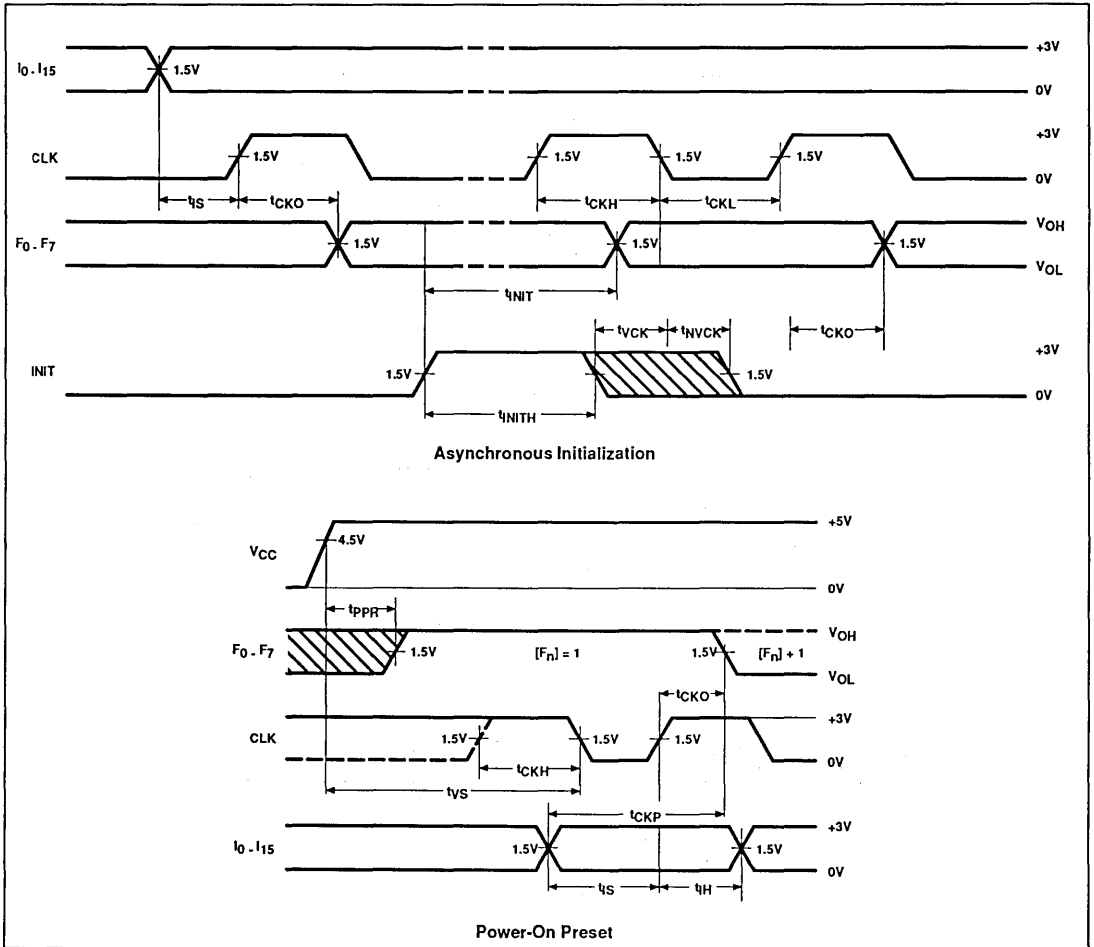 +3V
I0 - I15
1.5V
0V
+3V
CLK
1.5V
1.5V
1.5V
1.5V
0V
tIS
tCKO
tCKH
tCKL
VOH
F0 - F7
1.5V
1.5V
1.5V
VOL
tINIT
tVCK
tNVCK
tCKO
+3V
INIT
1.5V
1.5V
0V
tINITH
Asynchronous Initialization
+5V
VCC
4.5V
0V
tPPR
VOH
F0 - F7
1.5V
[Fn] = 1
1.5V
[Fn] + 1
VOL
tCKO
+3V
CLK
1.5V
1.5V
1.5V
0V
tCKH
tVS
tCKP
+3V
I0 - I15
1.5V
1.5V
0V
tIS
tIH
Power-On Preset